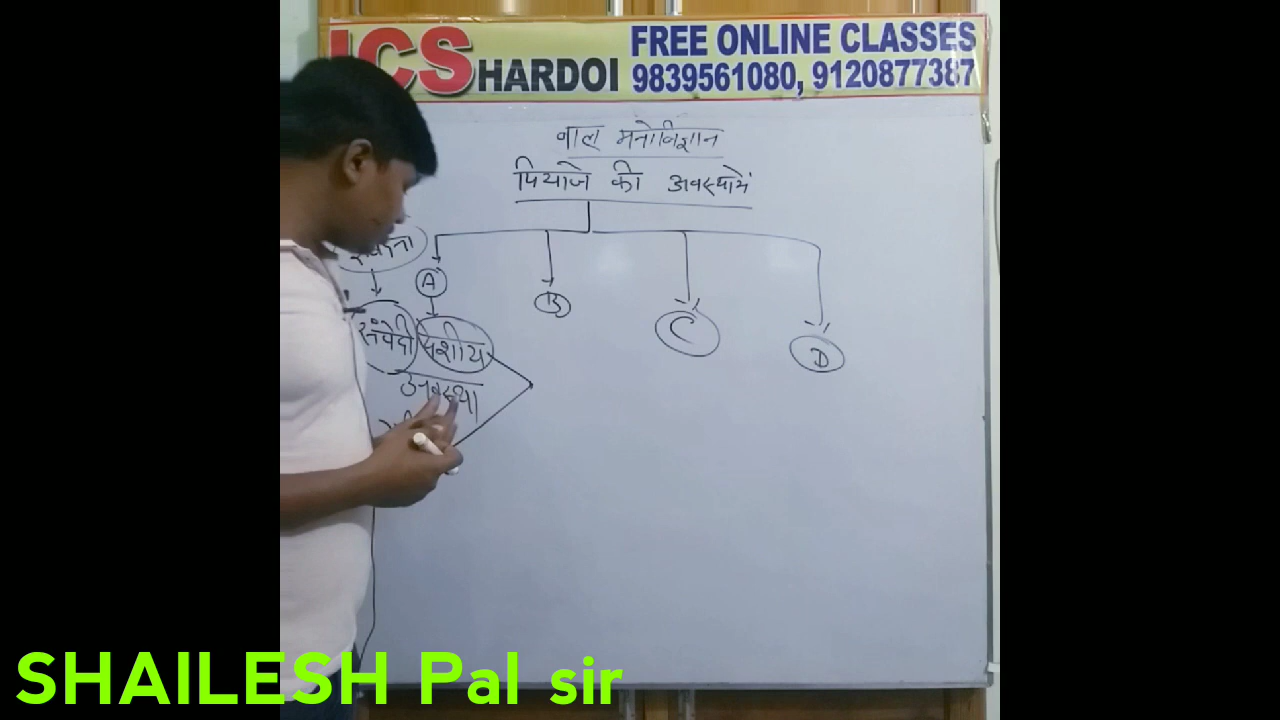 ICS HARDOI
FREE ONLINE CLASSES
9839561080, 9120877387
बाल मनोविज्ञान
पियाजे की अवस्थायें
A
B
C
D
संवेदी
अवस्था
SHAILESH Pal sir